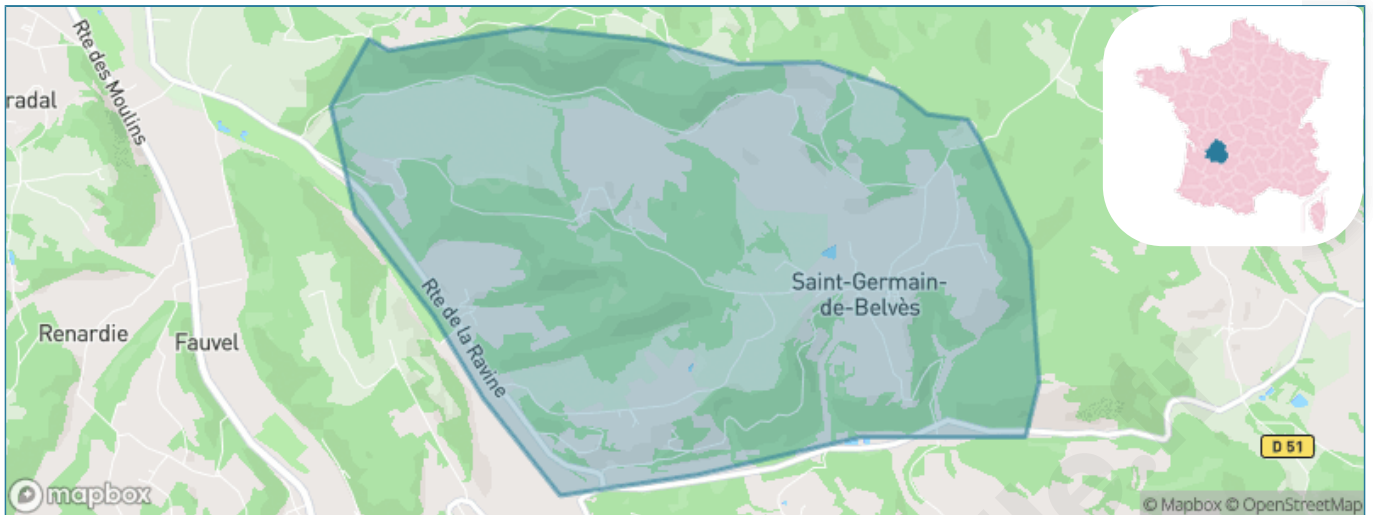 Rte des Moulins
radal
Saint-Germain-
de-Belvès
Rte de la Ravine
Renardie
Fauvel
D 51
mapbox
© Mapbox © OpenStreetMap